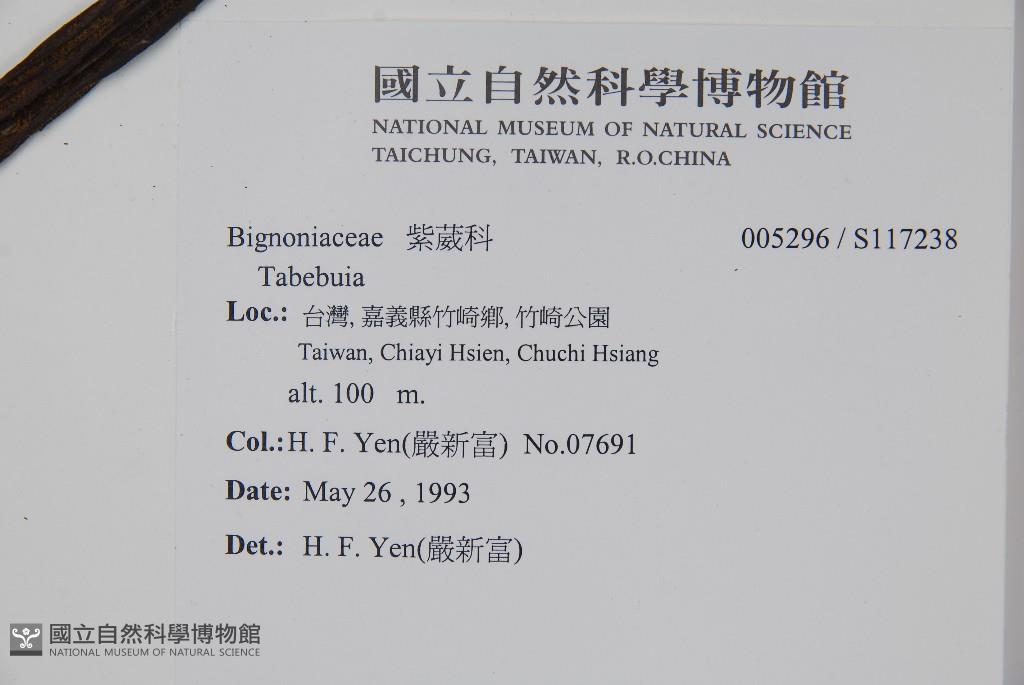 國立自然科學博物館
NATIONAL MUSEUM OF NATURAL SCIENCE
TAICHUNG, TAIWAN, R.O.CHINA
Bignoniaceae 紫葳科 005296 / S117238
Tabebuia
Loc.: 台灣, 嘉義縣竹崎鄉, 竹崎公園
Taiwan, Chiayi Hsien, Chuchi Hsiang
alt. 100 m.
Col.: H. F. Yen(嚴新富) No.07691
Date: May 26 , 1993
Det.: H. F. Yen(嚴新富)
國立自然科學博物館
NATIONAL MUSEUM OF NATURAL SCIENCE